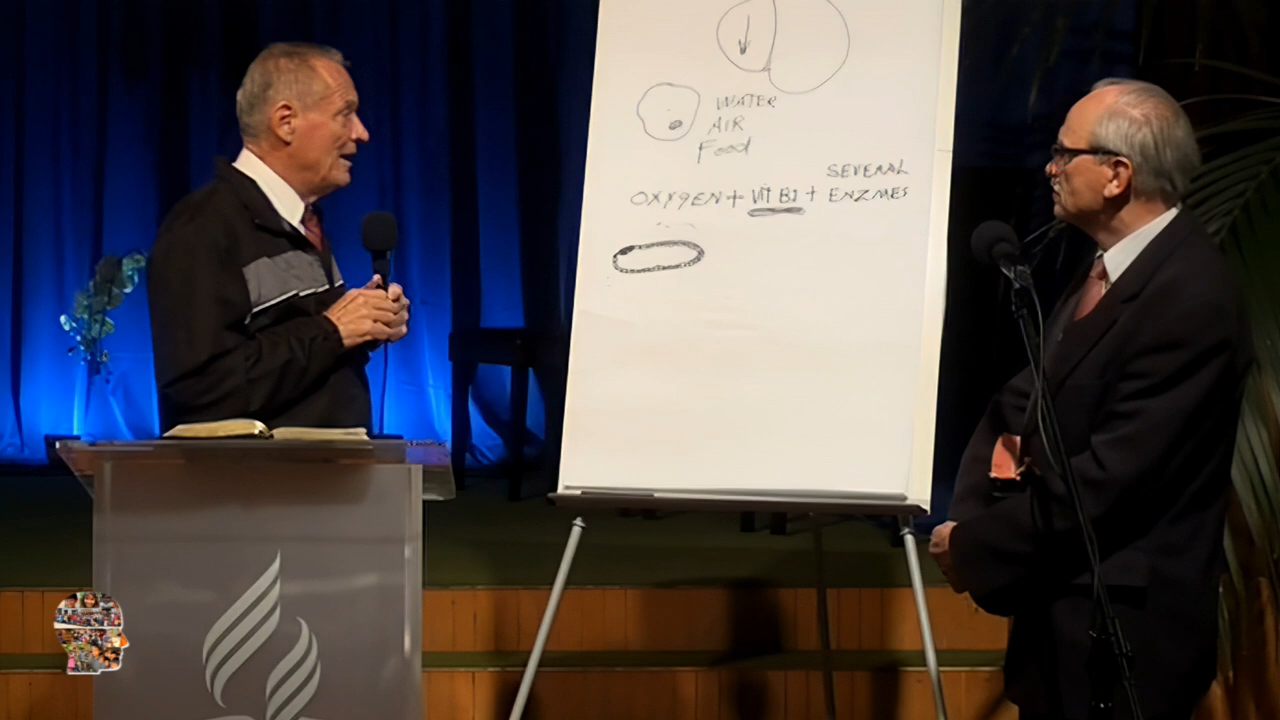 WATER
AIR
Food
SEVERAL
OXYGEN + VIT B1 + ENZMES